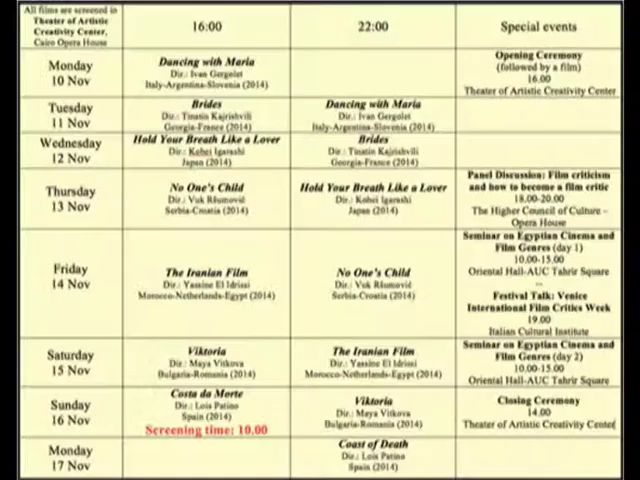 All films are screened in
Theater of Artistic
Creativity Center,
Cairo Opera House
16:00
22:00
Special events
Monday
10 Nov
Dancing with Maria
Dir.: Ivan Gergolet
Italy-Argentina-Slovenia (2014)
Opening Ceremony
(followed by a film)
16.00
Theater of Artistic Creativity Center
Tuesday
11 Nov
Brides
Dir.: Tinatin Kajrishvili
Georgia-France (2014)
Dancing with Maria
Dir.: Ivan Gergolet
Italy-Argentina-Slovenia (2014)
Wednesday
12 Nov
Hold Your Breath Like a Lover
Dir.: Kohei Igarashi
Japan (2014)
Brides
Dir.: Tinatin Kajrishvili
Georgia-France (2014)
Thursday
13 Nov
No One's Child
Dir.: Vuk Ršumović
Serbia-Croatia (2014)
Hold Your Breath Like a Lover
Dir.: Kohei Igarashi
Japan (2014)
Panel Discussion: Film criticism
and how to become a film critic
18.00-20.00
The Higher Council of Culture –
Opera House
Friday
14 Nov
The Iranian Film
Dir.: Yassine El Idrissi
Morocco-Netherlands-Egypt (2014)
No One's Child
Dir.: Vuk Ršumović
Serbia-Croatia (2014)
Seminar on Egyptian Cinema and
Film Genres (day 1)
10.00-15.00
Oriental Hall-AUC Tahrir Square
--
Festival Talk: Venice
International Film Critics Week
19.00
Italian Cultural Institute
Saturday
15 Nov
Viktoria
Dir.: Maya Vitkova
Bulgaria-Romania (2014)
The Iranian Film
Dir.: Yassine El Idrissi
Morocco-Netherlands-Egypt (2014)
Seminar on Egyptian Cinema and
Film Genres (day 2)
10.00-15.00
Oriental Hall-AUC Tahrir Square
Sunday
16 Nov
Costa da Morte
Dir.: Lois Patino
Spain (2014)
Screening time: 10.00
Viktoria
Dir.: Maya Vitkova
Bulgaria-Romania (2014)
Closing Ceremony
14.00
Theater of Artistic Creativity Center
Monday
17 Nov
Coast of Death
Dir.: Lois Patino
Spain (2014)